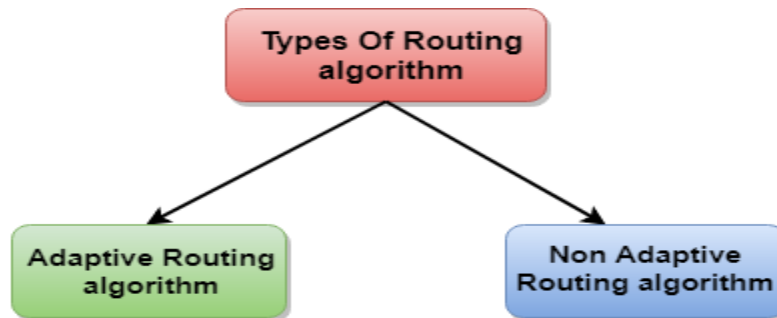 Types Of Routing
algorithm
Adaptive Routing
algorithm
Non Adaptive
Routing algorithm